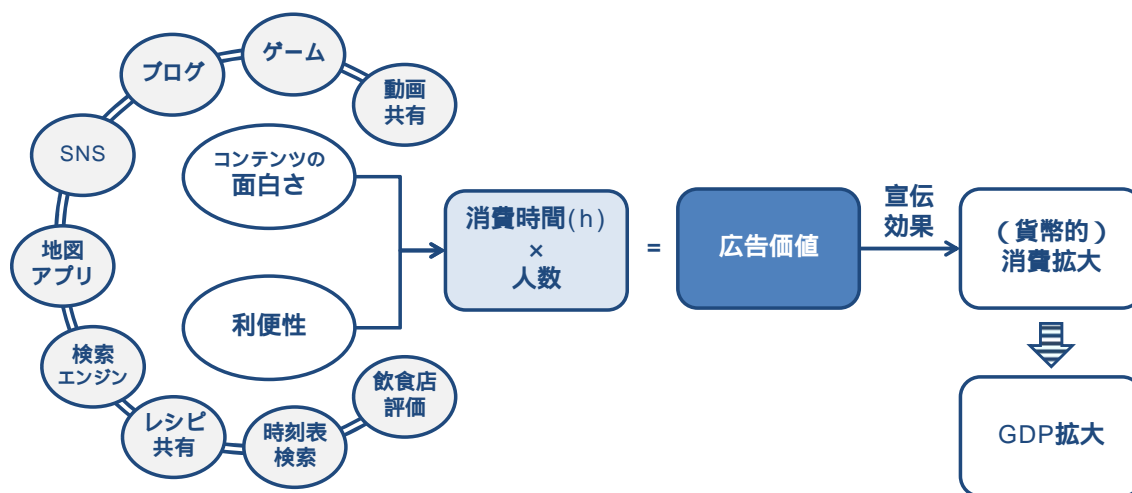 ゲーム
ブログ
動画
共有
SNS
コンテンツの
面白さ
地図
アプリ
利便性
検索
エンジン
レシピ
共有
時刻表
検索
飲食店
評価
消費時間(h)
×
人数
=
広告価値
宣伝
効果
(貨幣的)
消費拡大
GDP拡大